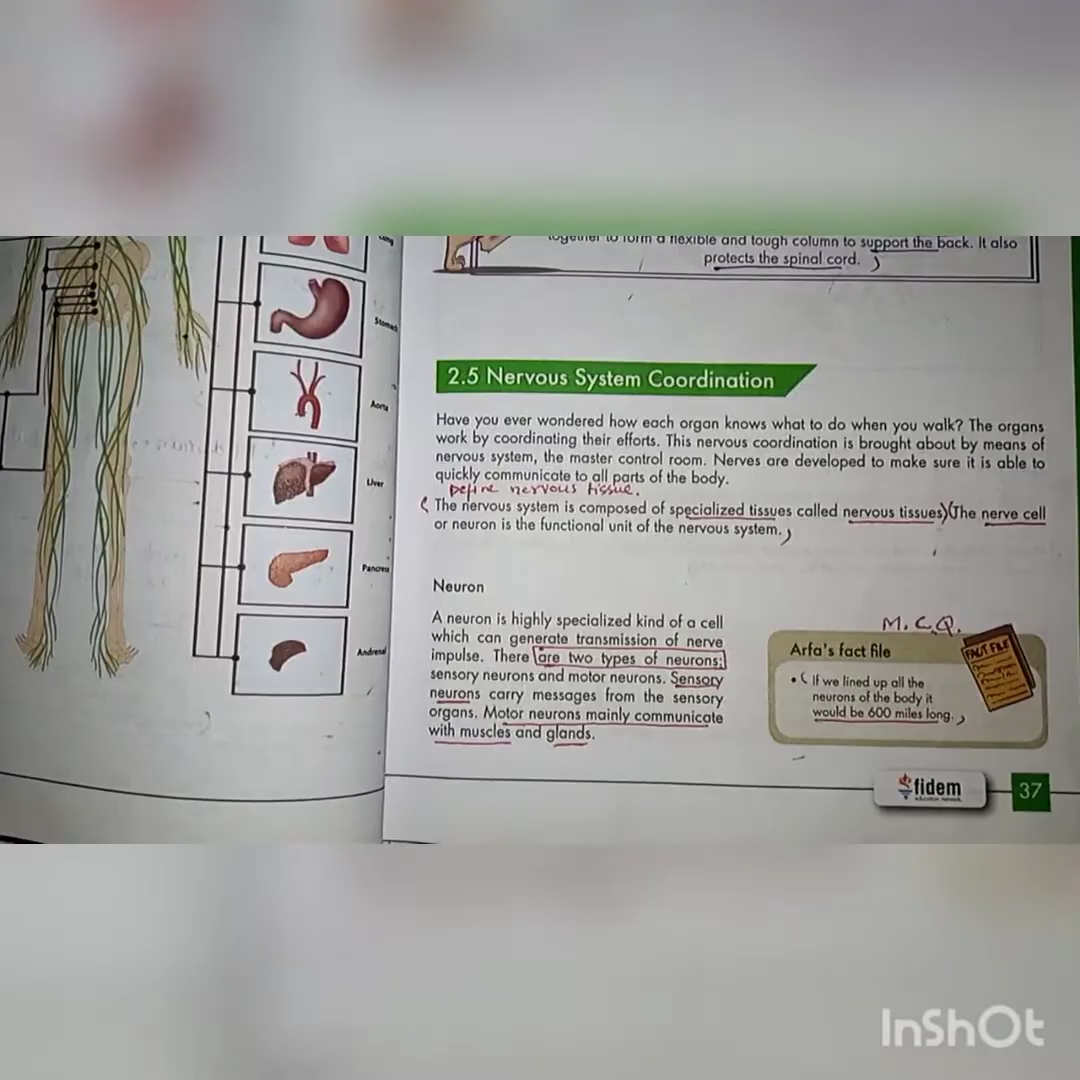 Stomach
Aorta
Liver
Pancress
Andrenal
together to form a flexible and tough column to support the back. It also
protects the spinal cord.
2.5 Nervous System Coordination
Have you ever wondered how each organ knows what to do when you walk? The organs
work by coordinating their efforts. This nervous coordination is brought about by means of
nervous system, the master control room. Nerves are developed to make sure it is able to
quickly communicate to all parts of the body.
Define nervous tissue.
(The nervous system is composed of specialized tissues called nervous tissues)(The nerve cell
or neuron is the functional unit of the nervous system.)
Neuron
A neuron is highly specialized kind of a cell
which can generate transmission of nerve
impulse. There are two types of neurons;
sensory neurons and motor neurons. Sensory
neurons carry messages from the sensory
organs. Motor neurons mainly communicate
with muscles and glands.
M.C.Q.
Arfa's fact file
FACT FILE
• (If we lined up all the
neurons of the body it
would be 600 miles long.)
fidem
education network
37
InShOt